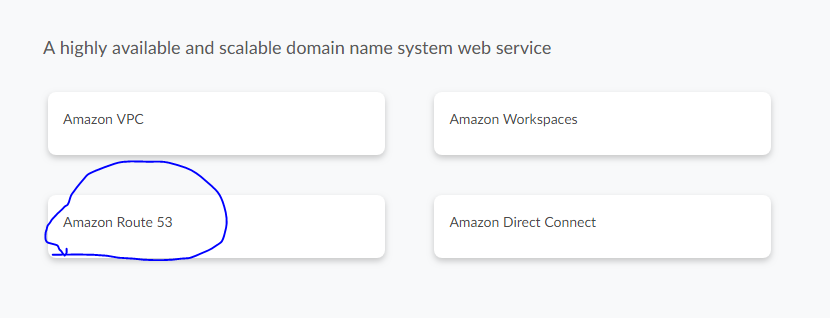 A highly available and scalable domain name system web service
Amazon VPC
Amazon Workspaces
Amazon Route 53
Amazon Direct Connect